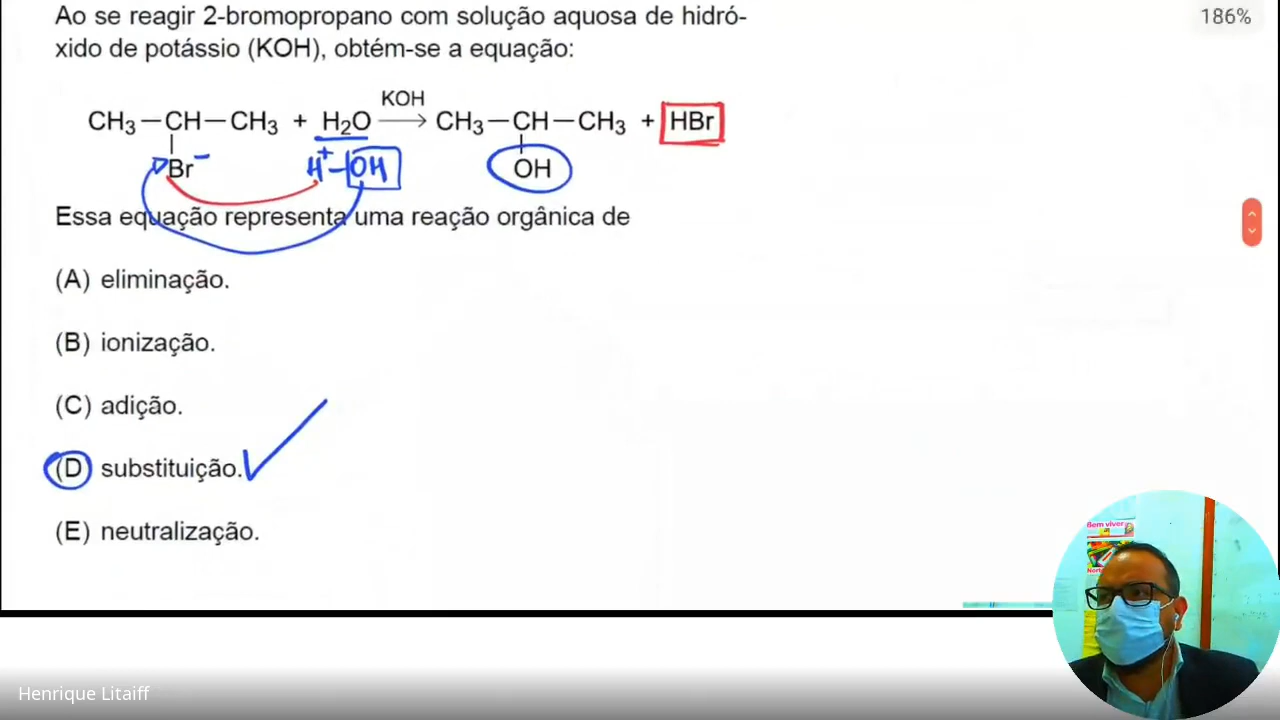 186%
Ao se reagir 2-bromopropano com solução aquosa de hidró-
xido de potássio (KOH), obtém-se a equação:
KOH
CH₃—CH—CH₃ + H₂O ⟶ CH₃—CH—CH₃ + HBr
Br⁻ H⁺–OH OH
Essa equação representa uma reação orgânica de
(A) eliminação.
(B) ionização.
(C) adição.
(D) substituição.
(E) neutralização.
Bem viver
Henrique Litaiff